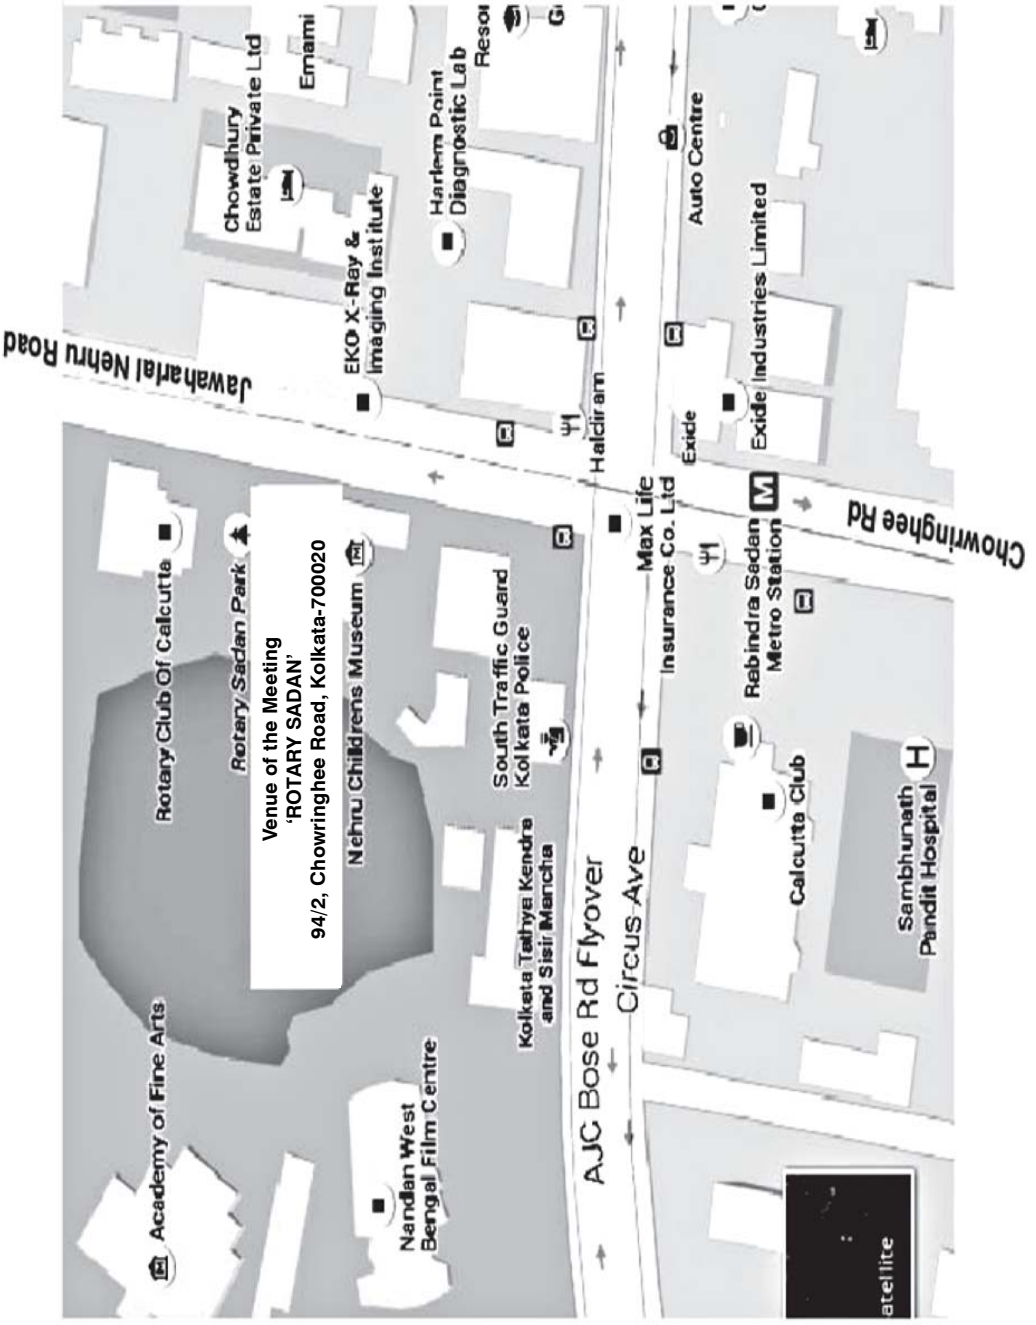 Jawaharlal Nehru Road
Chowringhee Rd
Chowdhury
Estate Private Ltd
Emami
Harlem Point
Diagnostic Lab
EKO X-Ray &
Imaging Institute
Auto Centre
Exide Industries Limited
Exide
Haldiram
Max Life
Insurance Co. Ltd
Rabindra Sadan
Metro Station
M
Rotary Club Of Calcutta
Rotary Sadan Park
Venue of the Meeting
'ROTARY SADAN'
94/2, Chowringhee Road, Kolkata-700020
Nehru Childrens Museum
South Traffic Guard
Kolkata Police
Kolkata Tathya Kendra
and Sisir Mancha
AJC Bose Rd Flyover
Circus Ave
Calcutta Club
Sambhunath
Pandit Hospital
H
Academy of Fine Arts
Nandan West
Bengal Film Centre
atellite